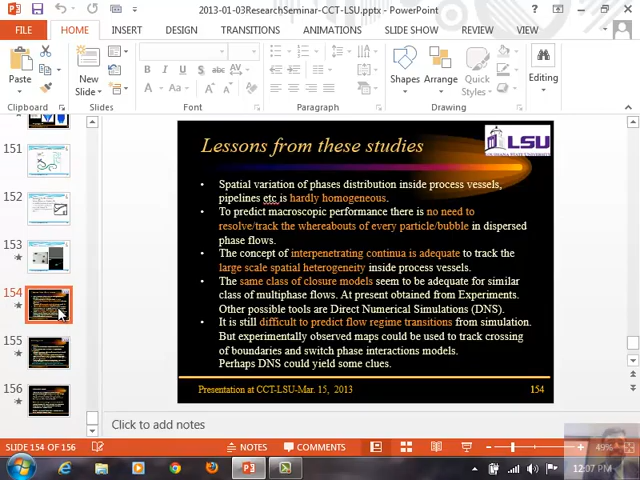 2013-01-03ResearchSeminar-CCT-LSU.pptx - PowerPoint
FILE HOME INSERT DESIGN TRANSITIONS ANIMATIONS SLIDE SHOW REVIEW VIEW
Paste New Slide Shapes Arrange Quick Styles Editing
B I U S
Clipboard Slides Font Paragraph Drawing
151
152
153
154
155
156
Lessons from these studies
LSU
LOUISIANA STATE UNIVERSITY
• Spatial variation of phases distribution inside process vessels,
pipelines etc is hardly homogeneous.
• To predict macroscopic performance there is no need to
resolve/track the whereabouts of every particle/bubble in dispersed
phase flows.
• The concept of interpenetrating continua is adequate to track the
large scale spatial heterogeneity inside process vessels.
• The same class of closure models seem to be adequate for similar
class of multiphase flows. At present obtained from Experiments.
Other possible tools are Direct Numerical Simulations (DNS).
• It is still difficult to predict flow regime transitions from simulation.
But experimentally observed maps could be used to track crossing
of boundaries and switch phase interactions models.
Perhaps DNS could yield some clues.
Presentation at CCT-LSU-Mar. 15, 2013 154
Click to add notes
SLIDE 154 OF 156 NOTES COMMENTS 49%
12:07 PM